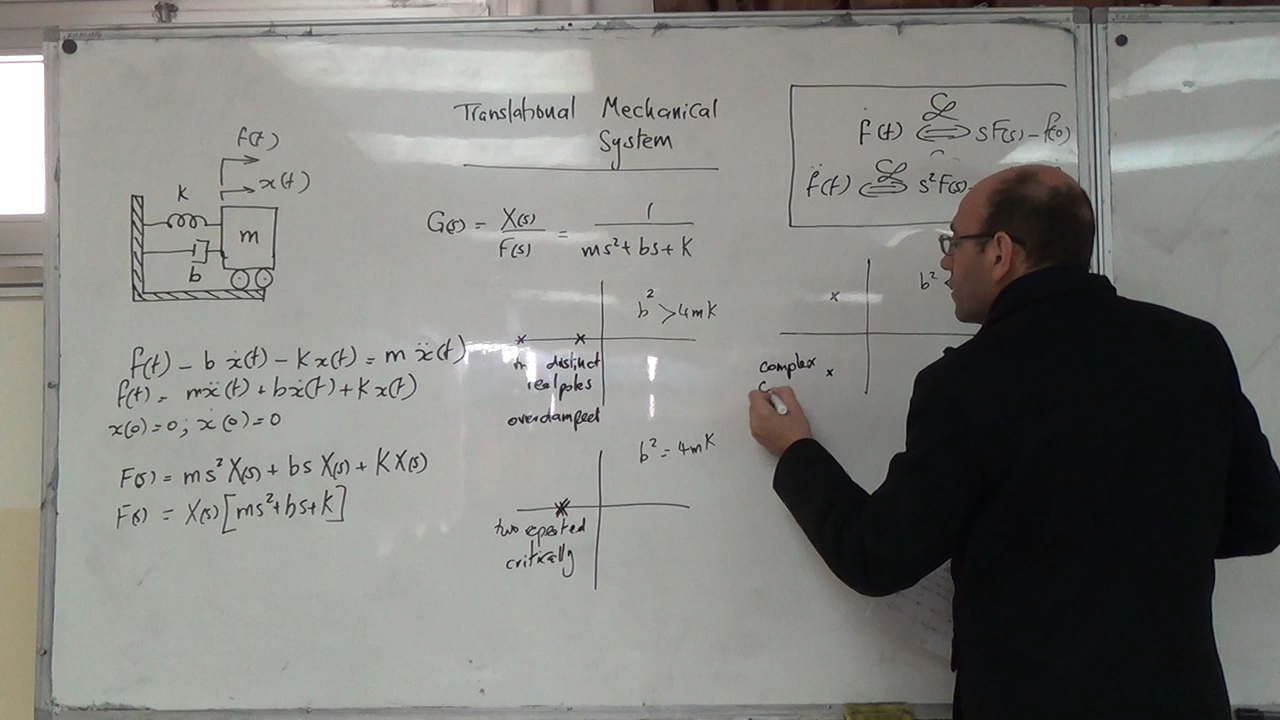 Translational Mechanical
System
f(t)
x(t)
k
m
b
f(t) - b ẋ(t) - K x(t) = m ẍ(t)
f(t) = mẍ(t) + bẋ(t) + K x(t)
x(0) = 0 ; ẋ(0) = 0
F(s) = ms² X(s) + bs X(s) + K X(s)
F(s) = X(s) [ms² + bs + K]
G(s) = X(s) / F(s) = 1 / ms² + bs + K
b² > 4mK
distinct
real poles
overdamped
b² = 4mK
two epeated
critically
ḟ(t) ℒ ⟺ sF(s) - f(0)
f̈(t) ℒ ⟺ s²F(s) -
b² <
complex
c